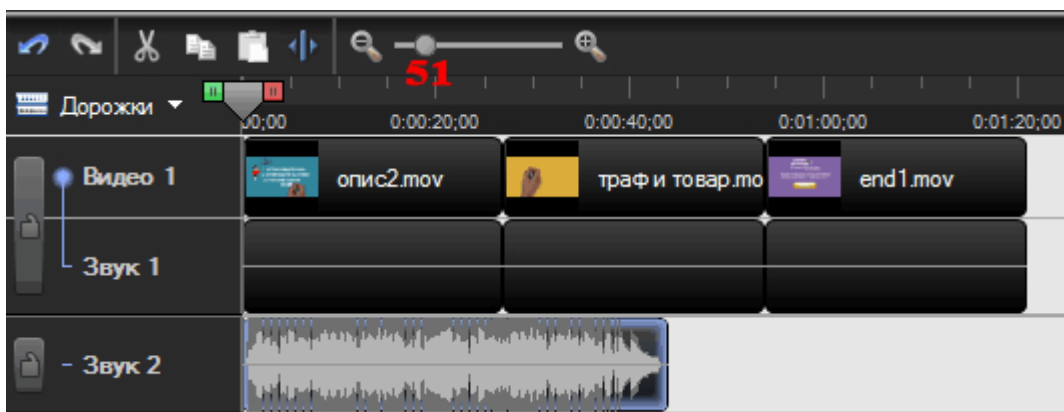 51
Дорожки
00;00 0:00:20;00 0:00:40;00 0:01:00;00 0:01:20;00
Видео 1 опис2.mov траф и товар.mo end1.mov
Звук 1
Звук 2